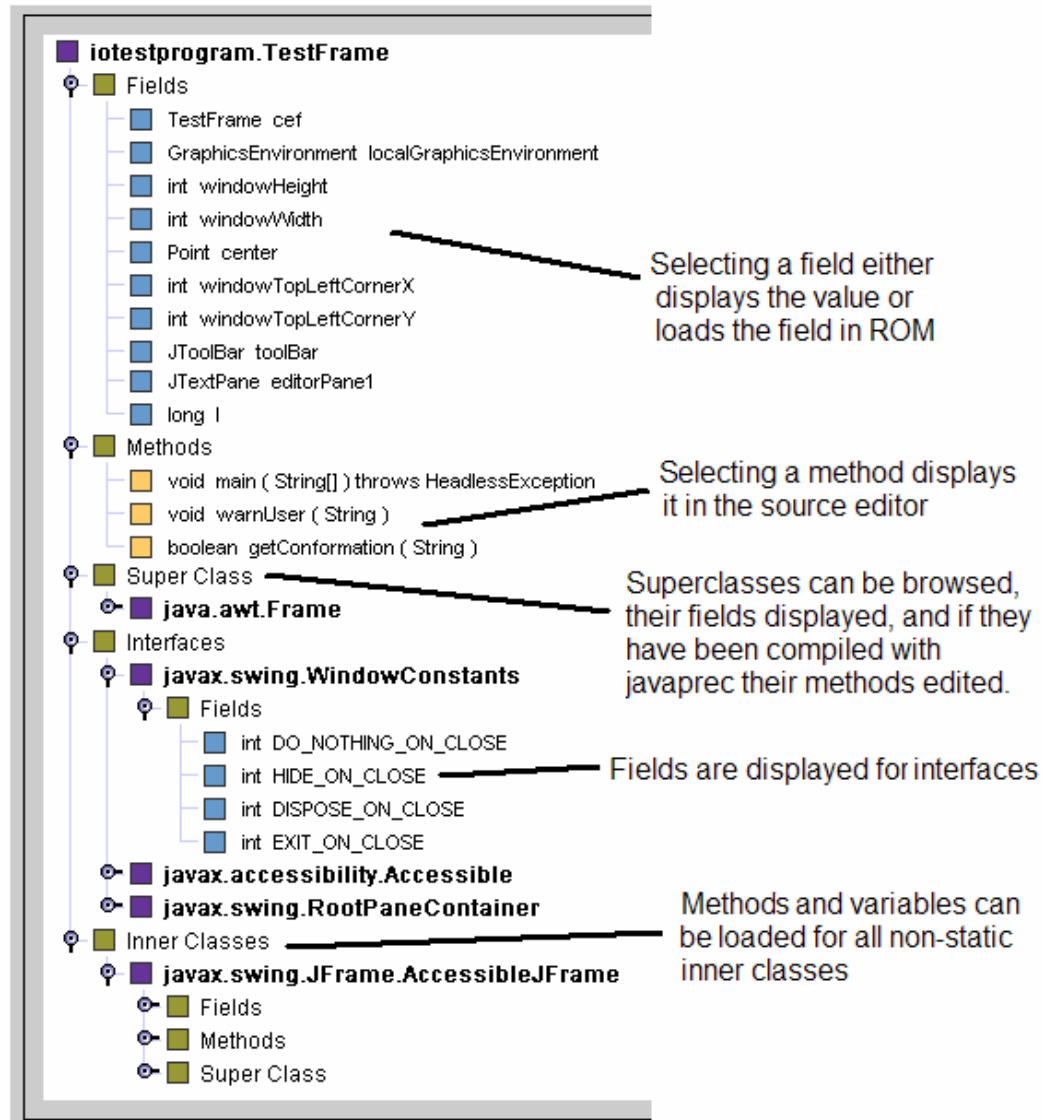 iotestprogram.TestFrame
Fields
TestFrame cef
GraphicsEnvironment localGraphicsEnvironment
int windowHeight
int windowWidth
Point center
int windowTopLeftCornerX
int windowTopLeftCornerY
JToolBar toolBar
JTextPane editorPane1
long l
Selecting a field either
displays the value or
loads the field in ROM
Methods
void main ( String[] ) throws HeadlessException
void warnUser ( String )
boolean getConformation ( String )
Selecting a method displays
it in the source editor
Super Class
java.awt.Frame
Superclasses can be browsed,
their fields displayed, and if they
have been compiled with
javaprec their methods edited.
Interfaces
javax.swing.WindowConstants
Fields
int DO_NOTHING_ON_CLOSE
int HIDE_ON_CLOSE
int DISPOSE_ON_CLOSE
int EXIT_ON_CLOSE
Fields are displayed for interfaces
javax.accessibility.Accessible
javax.swing.RootPaneContainer
Inner Classes
javax.swing.JFrame.AccessibleJFrame
Fields
Methods
Super Class
Methods and variables can
be loaded for all non-static
inner classes